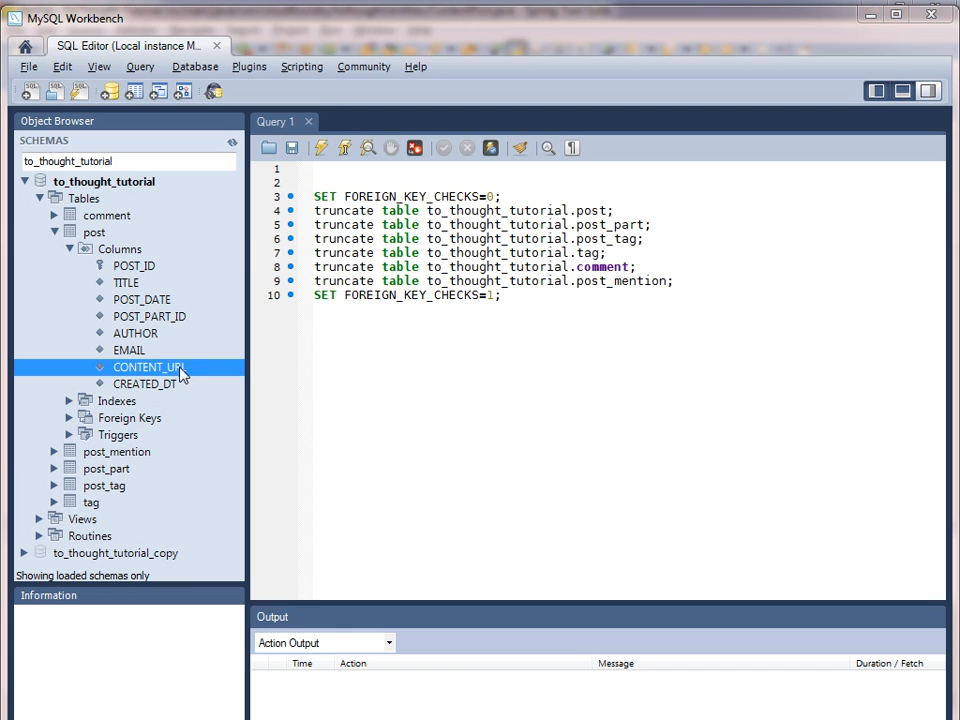 MySQL Workbench
SQL Editor (Local instance M... ×
File Edit View Query Database Plugins Scripting Community Help
Object Browser
SCHEMAS
to_thought_tutorial
to_thought_tutorial
Tables
comment
post
Columns
POST_ID
TITLE
POST_DATE
POST_PART_ID
AUTHOR
EMAIL
CONTENT_URL
CREATED_DT
Indexes
Foreign Keys
Triggers
post_mention
post_part
post_tag
tag
Views
Routines
to_thought_tutorial_copy
Showing loaded schemas only
Information
Query 1 ×
1
2
3 SET FOREIGN_KEY_CHECKS=0;
4 truncate table to_thought_tutorial.post;
5 truncate table to_thought_tutorial.post_part;
6 truncate table to_thought_tutorial.post_tag;
7 truncate table to_thought_tutorial.tag;
8 truncate table to_thought_tutorial.comment;
9 truncate table to_thought_tutorial.post_mention;
10 SET FOREIGN_KEY_CHECKS=1;
Output
Action Output
Time Action Message Duration / Fetch